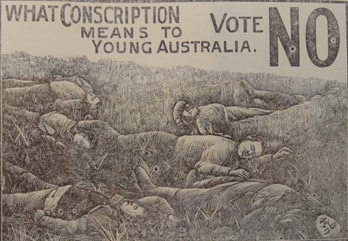 WHAT CONSCRIPTION VOTE NO
MEANS TO
YOUNG AUSTRALIA.